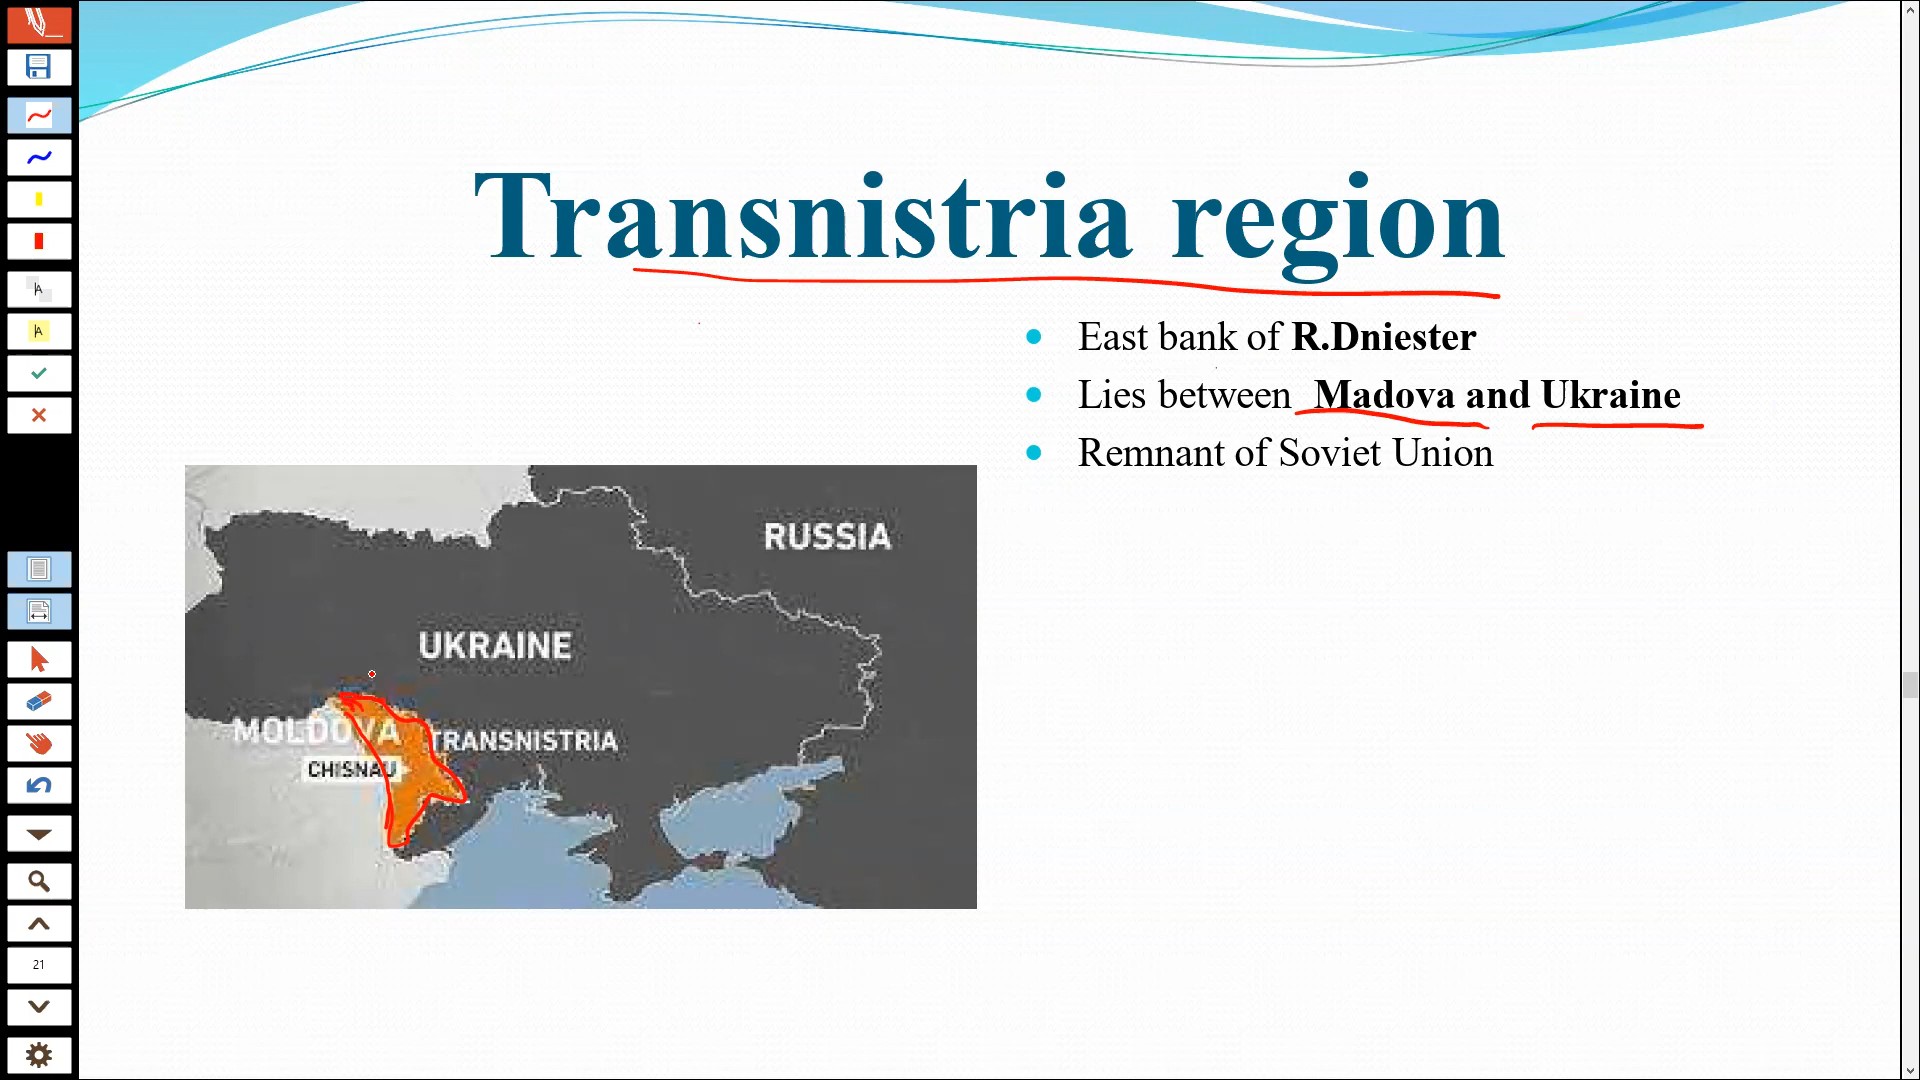 Transnistria region
East bank of R.Dniester
Lies between Madova and Ukraine
Remnant of Soviet Union
RUSSIA
UKRAINE
MOLDOVA
TRANSNISTRIA
CHISNAU
A
A
21